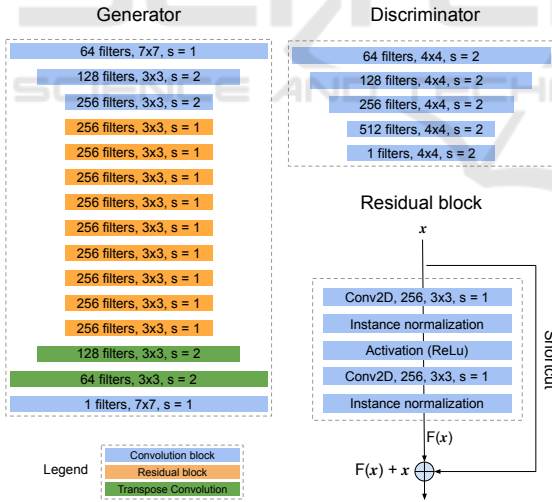 Generator
64 filters, 7x7, s = 1
128 filters, 3x3, s = 2
256 filters, 3x3, s = 2
256 filters, 3x3, s = 1
256 filters, 3x3, s = 1
256 filters, 3x3, s = 1
256 filters, 3x3, s = 1
256 filters, 3x3, s = 1
256 filters, 3x3, s = 1
256 filters, 3x3, s = 1
256 filters, 3x3, s = 1
256 filters, 3x3, s = 1
128 filters, 3x3, s = 2
64 filters, 3x3, s = 2
1 filters, 7x7, s = 1
Legend
Convolution block
Residual block
Transpose Convolution
Discriminator
64 filters, 4x4, s = 2
128 filters, 4x4, s = 2
256 filters, 4x4, s = 2
512 filters, 4x4, s = 2
1 filters, 4x4, s = 2
Residual block
x
Conv2D, 256, 3x3, s = 1
Instance normalization
Activation (ReLu)
Conv2D, 256, 3x3, s = 1
Instance normalization
Shortcut
F(x)
F(x) + x
SCIENCE AND